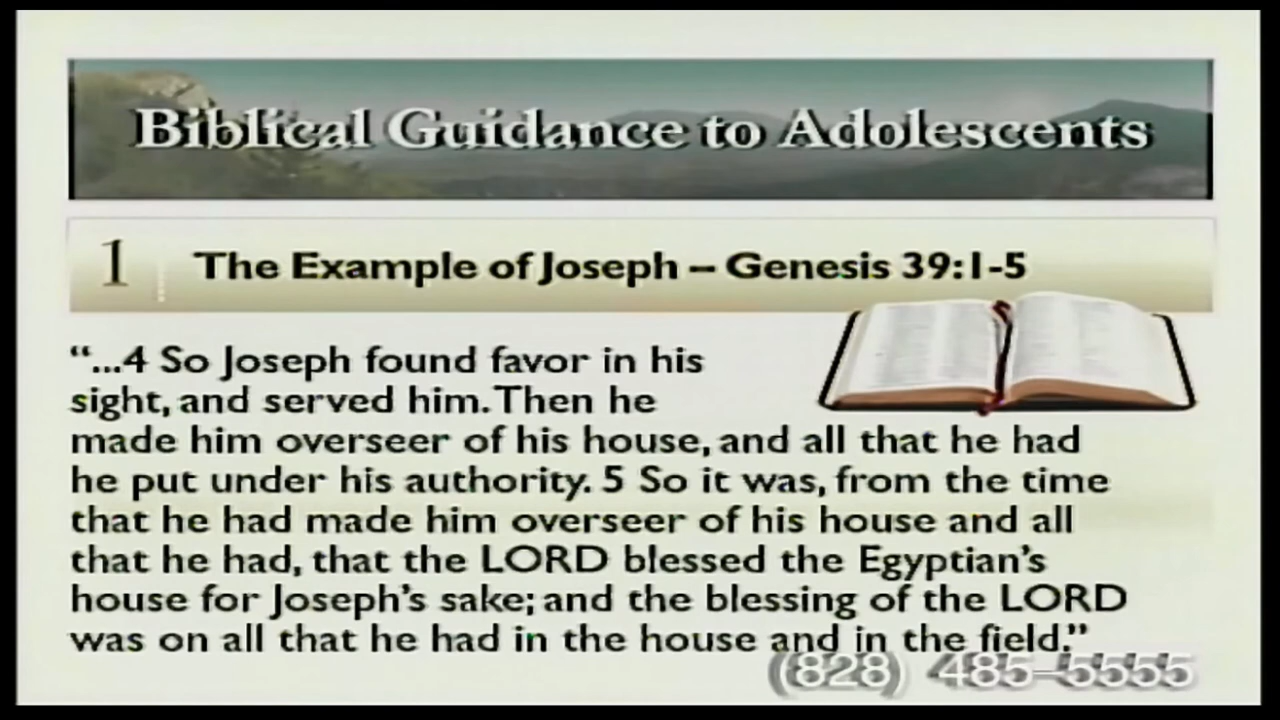 Biblical Guidance to Adolescents
1 The Example of Joseph – Genesis 39:1-5
“...4 So Joseph found favor in his
sight, and served him. Then he
made him overseer of his house, and all that he had
he put under his authority. 5 So it was, from the time
that he had made him overseer of his house and all
that he had, that the LORD blessed the Egyptian’s
house for Joseph’s sake; and the blessing of the LORD
was on all that he had in the house and in the field.”
(828) 485–5555